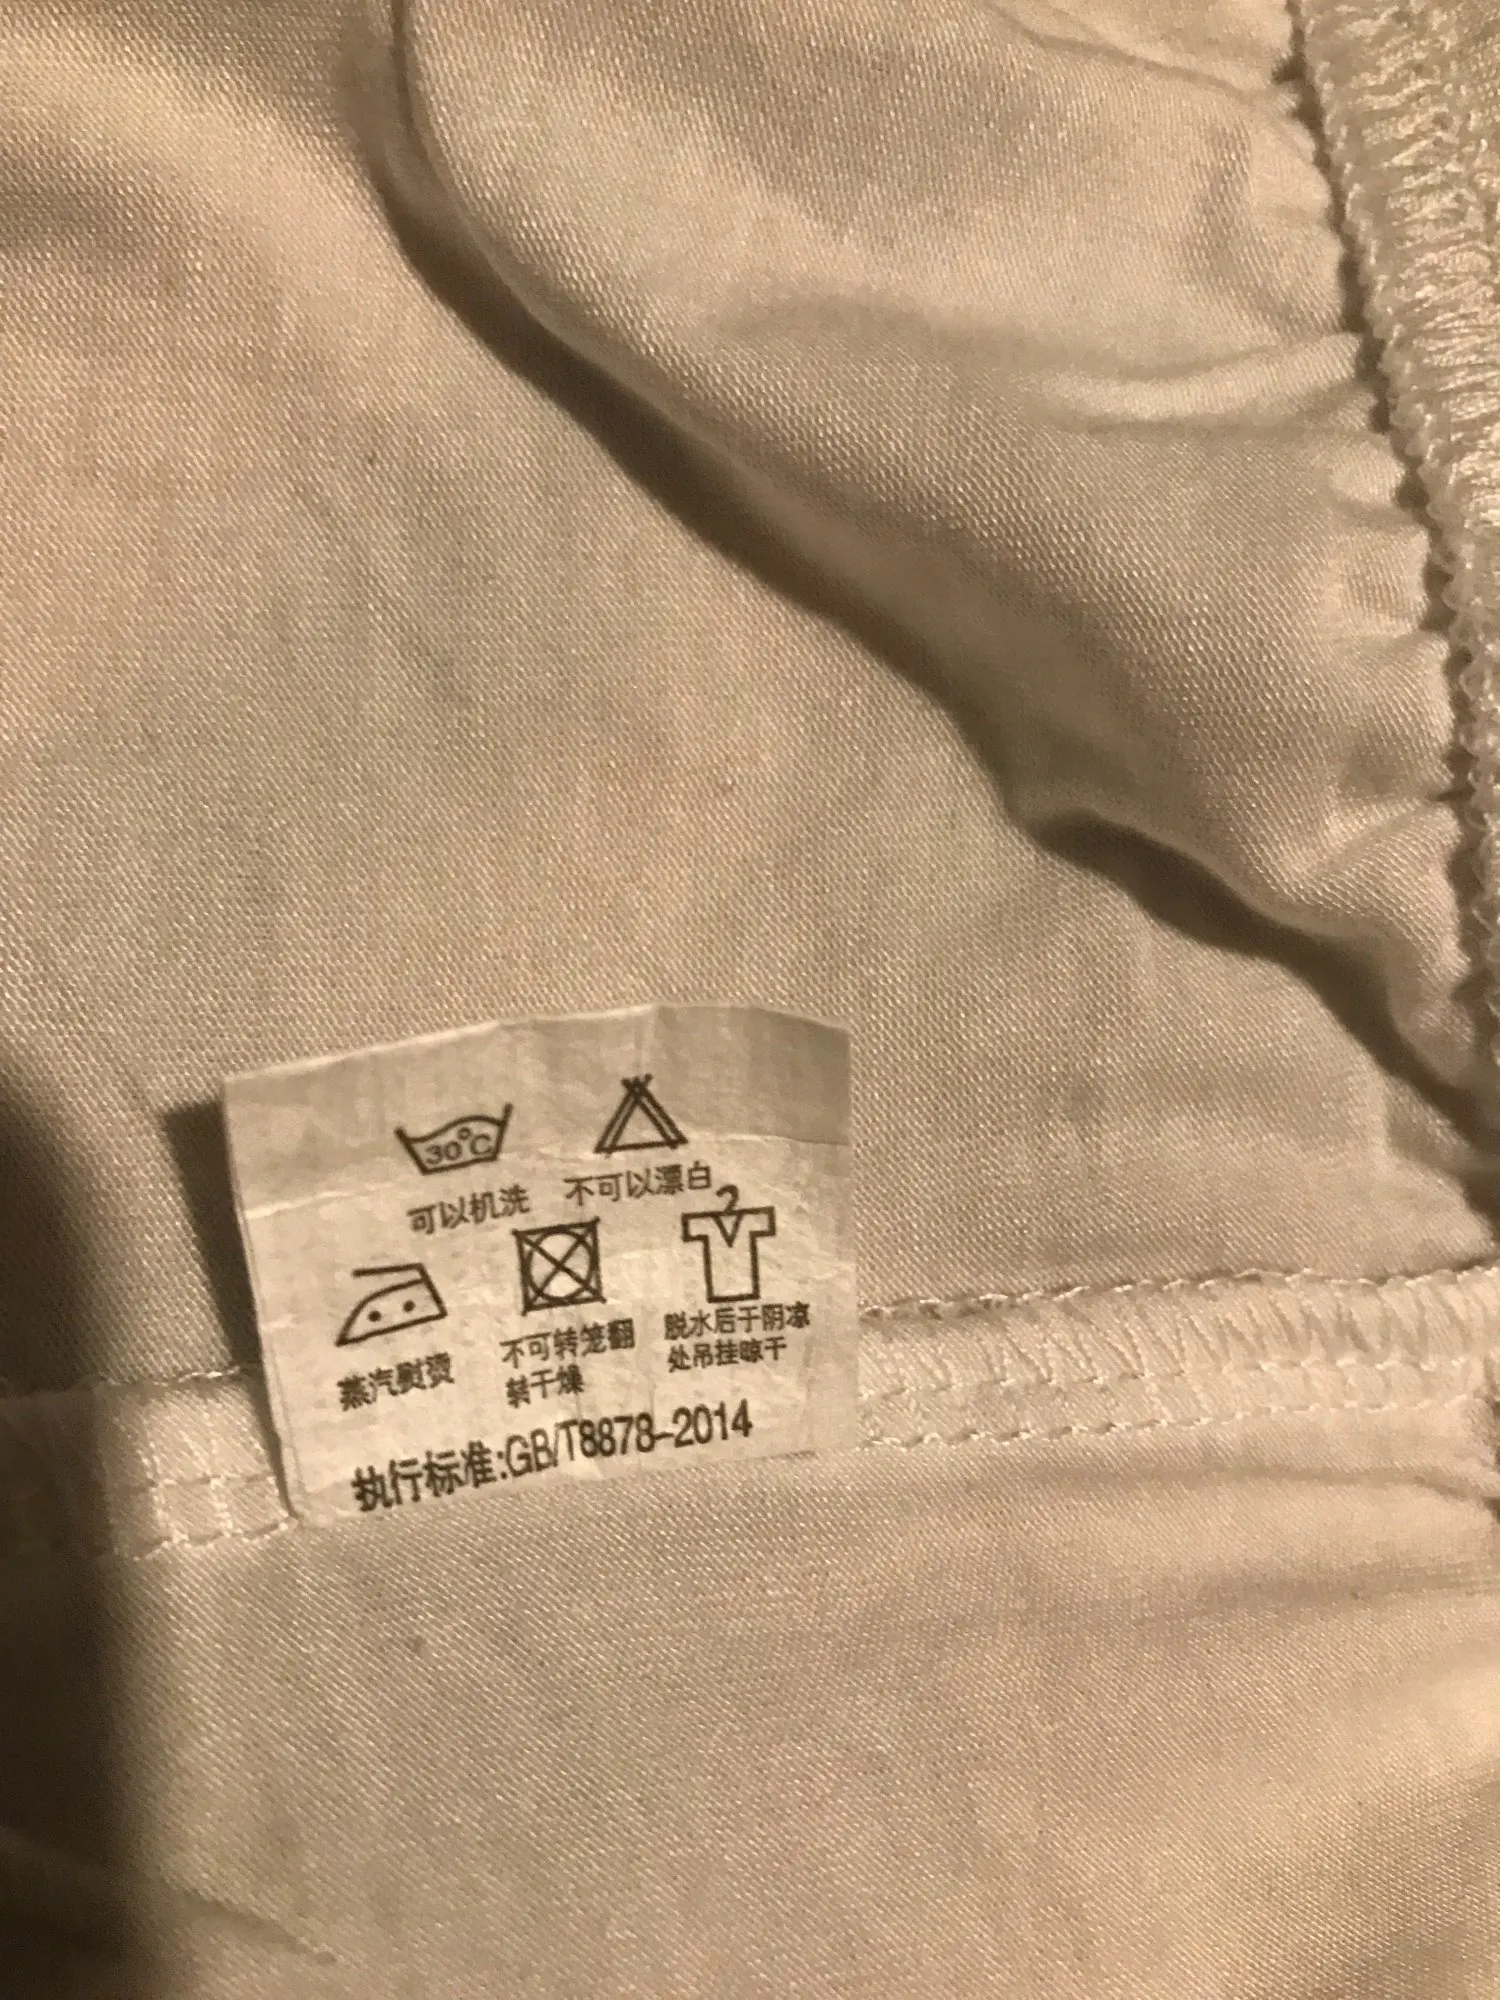 30°C
可以机洗
不可以漂白
蒸汽熨烫
不可转笼翻
转干燥
脱水后于阴凉
处吊挂晾干
执行标准:GB/T8878-2014